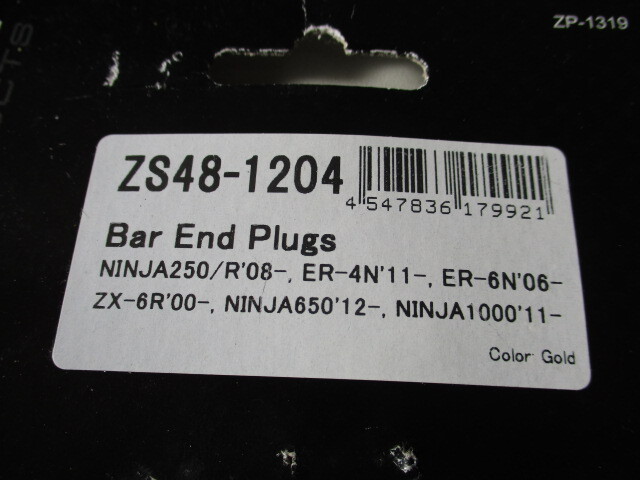 ZP-1319
CTS
ZS48-1204
4 547836 179921
Bar End Plugs
NINJA250/R'08-, ER-4N'11-, ER-6N'06-
ZX-6R'00-, NINJA650'12-, NINJA1000'11-
Color Gold